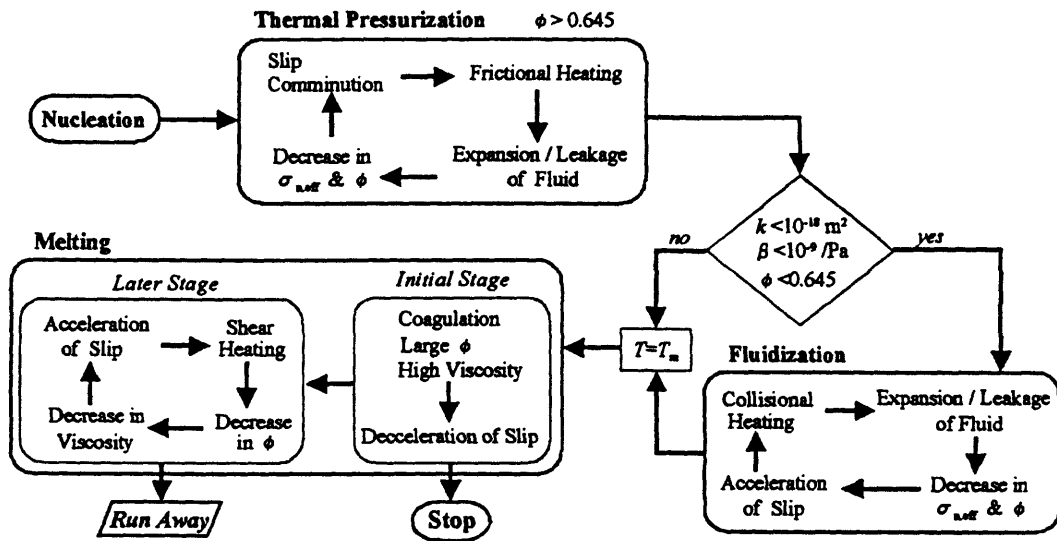 Thermal Pressurization ϕ > 0.645
Nucleation
Slip
Comminution
Frictional Heating
Expansion / Leakage
of Fluid
Decrease in
σn,eff & ϕ
k <10⁻¹⁸ m²
β <10⁻⁹ /Pa
ϕ <0.645
no
yes
T=Tm
Fluidization
Collisional
Heating
Expansion / Leakage
of Fluid
Decrease in
σn,eff & ϕ
Acceleration
of Slip
Melting
Initial Stage
Coagulation
Large ϕ
High Viscosity
Decceleration of Slip
Later Stage
Acceleration
of Slip
Shear
Heating
Decrease
in ϕ
Decrease in
Viscosity
Run Away
Stop